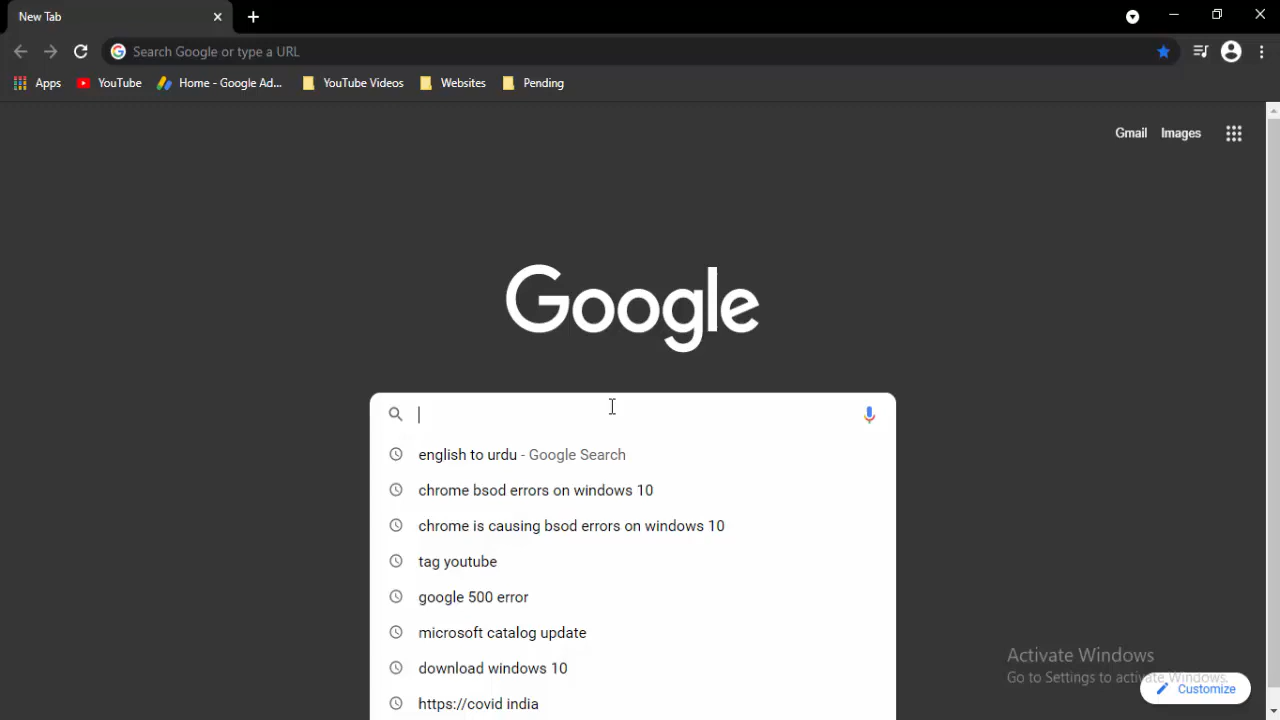 New Tab
Search Google or type a URL
Apps YouTube Home - Google Ad... YouTube Videos Websites Pending
Gmail Images
Google
english to urdu - Google Search
chrome bsod errors on windows 10
chrome is causing bsod errors on windows 10
tag youtube
google 500 error
microsoft catalog update
download windows 10
https://covid india
Activate Windows
Go to Settings to activate Windows.
Customize